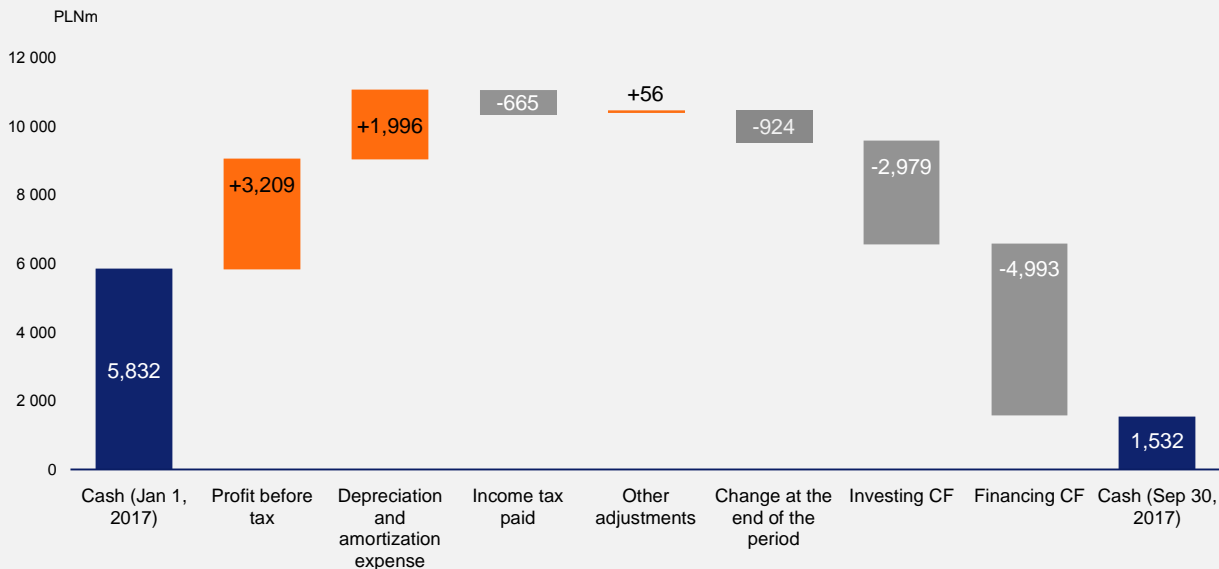 PLNm
12 000
10 000
8 000
6 000
4 000
2 000
0
5,832
+3,209
+1,996
-665
+56
-924
-2,979
-4,993
1,532
Cash (Jan 1,
2017)
Profit before
tax
Depreciation
and
amortization
expense
Income tax
paid
Other
adjustments
Change at the
end of the
period
Investing CF
Financing CF
Cash (Sep 30,
2017)